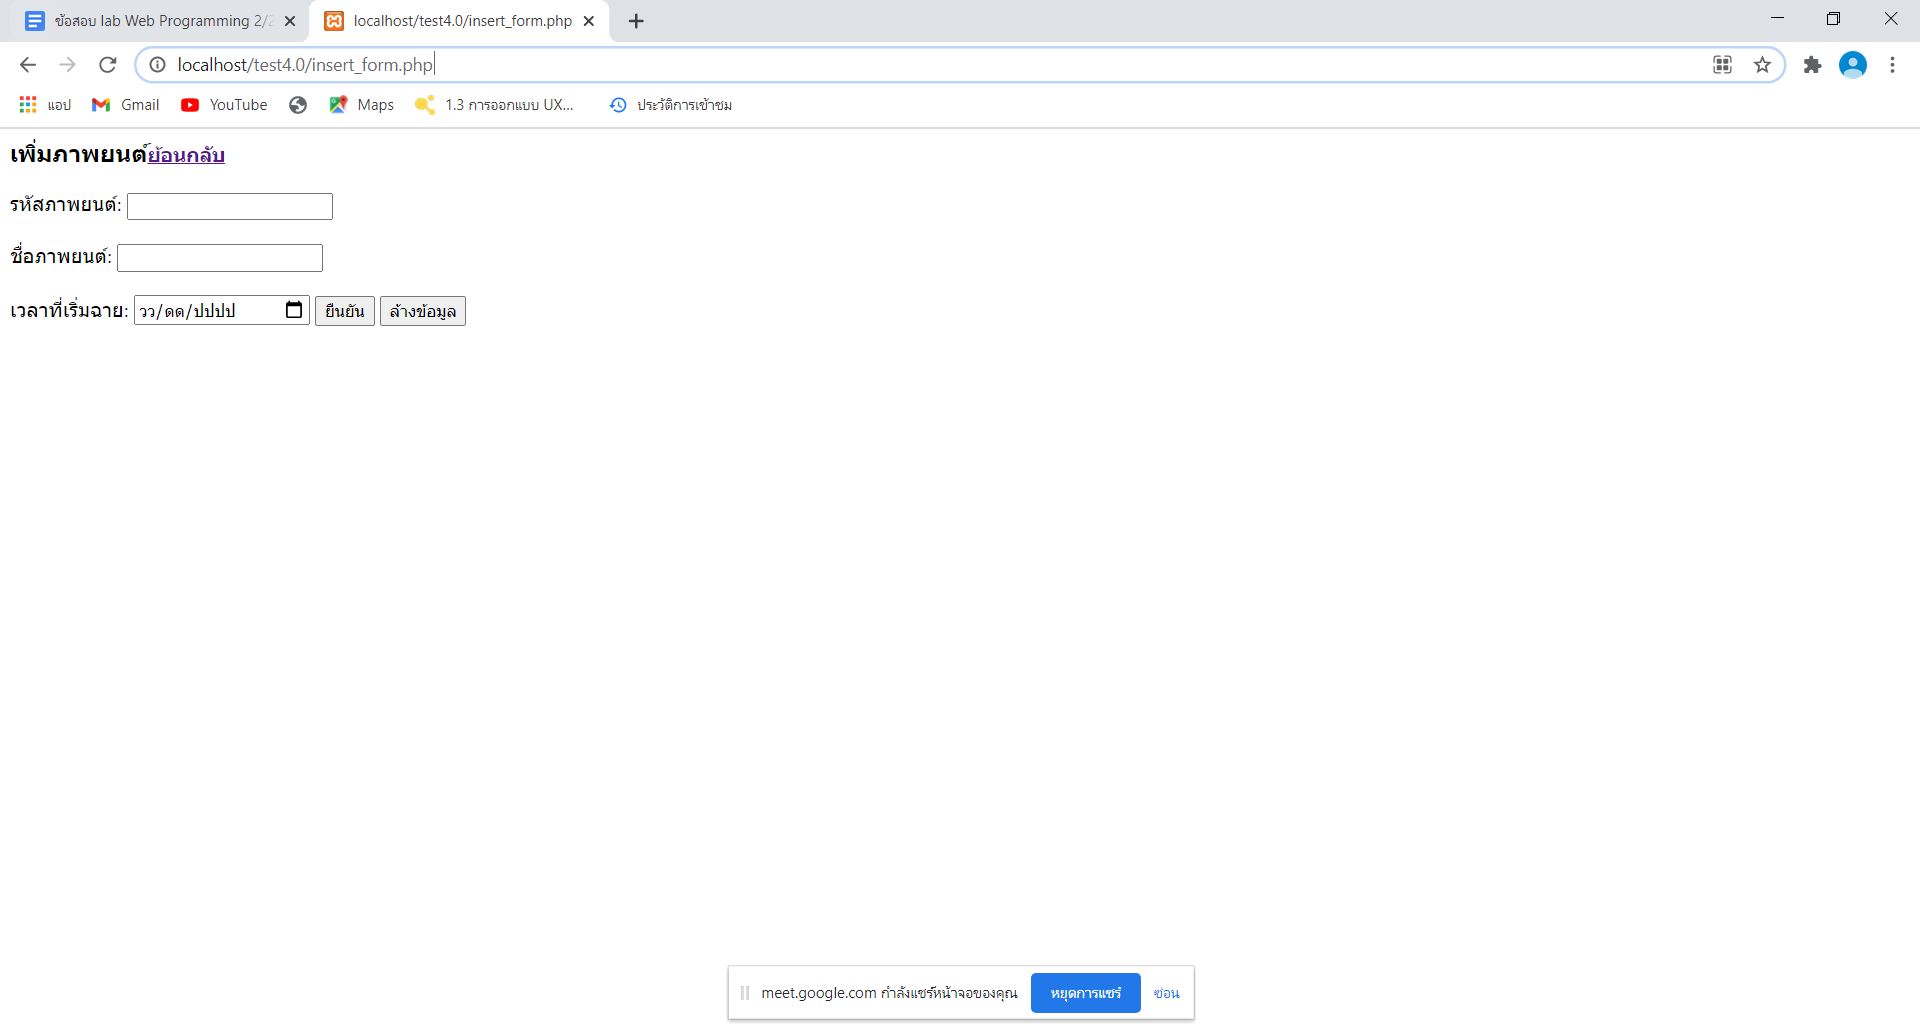 ข้อสอบ lab Web Programming 2/2
localhost/test4.0/insert_form.php
localhost/test4.0/insert_form.php
แอป Gmail YouTube Maps 1.3 การออกแบบ UX... ประวัติการเข้าชม
เพิ่มภาพยนต์ย้อนกลับ
รหัสภาพยนต์:
ชื่อภาพยนต์:
เวลาที่เริ่มฉาย: วว/ดด/ปปปป ยืนยัน ล้างข้อมูล
meet.google.com กำลังแชร์หน้าจอของคุณ หยุดการแชร์ ซ่อน